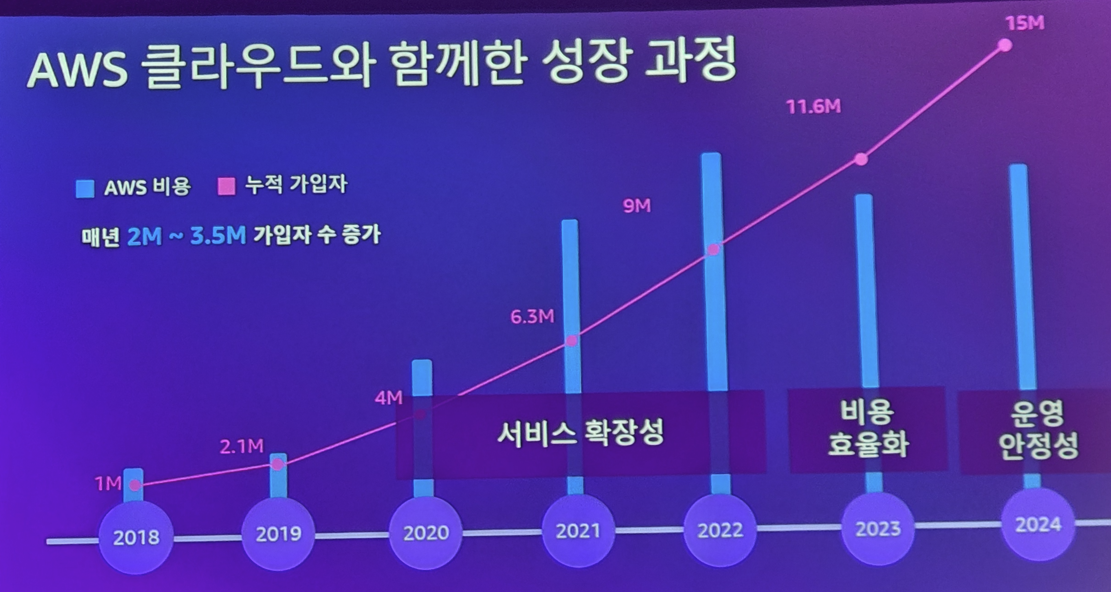 AWS 클라우드와 함께한 성장 과정
AWS 비용 누적 가입자
매년 2M ~ 3.5M 가입자 수 증가
15M
11.6M
9M
6.3M
4M
2.1M
1M
서비스 확장성
비용
효율화
운영
안정성
2018 2019 2020 2021 2022 2023 2024